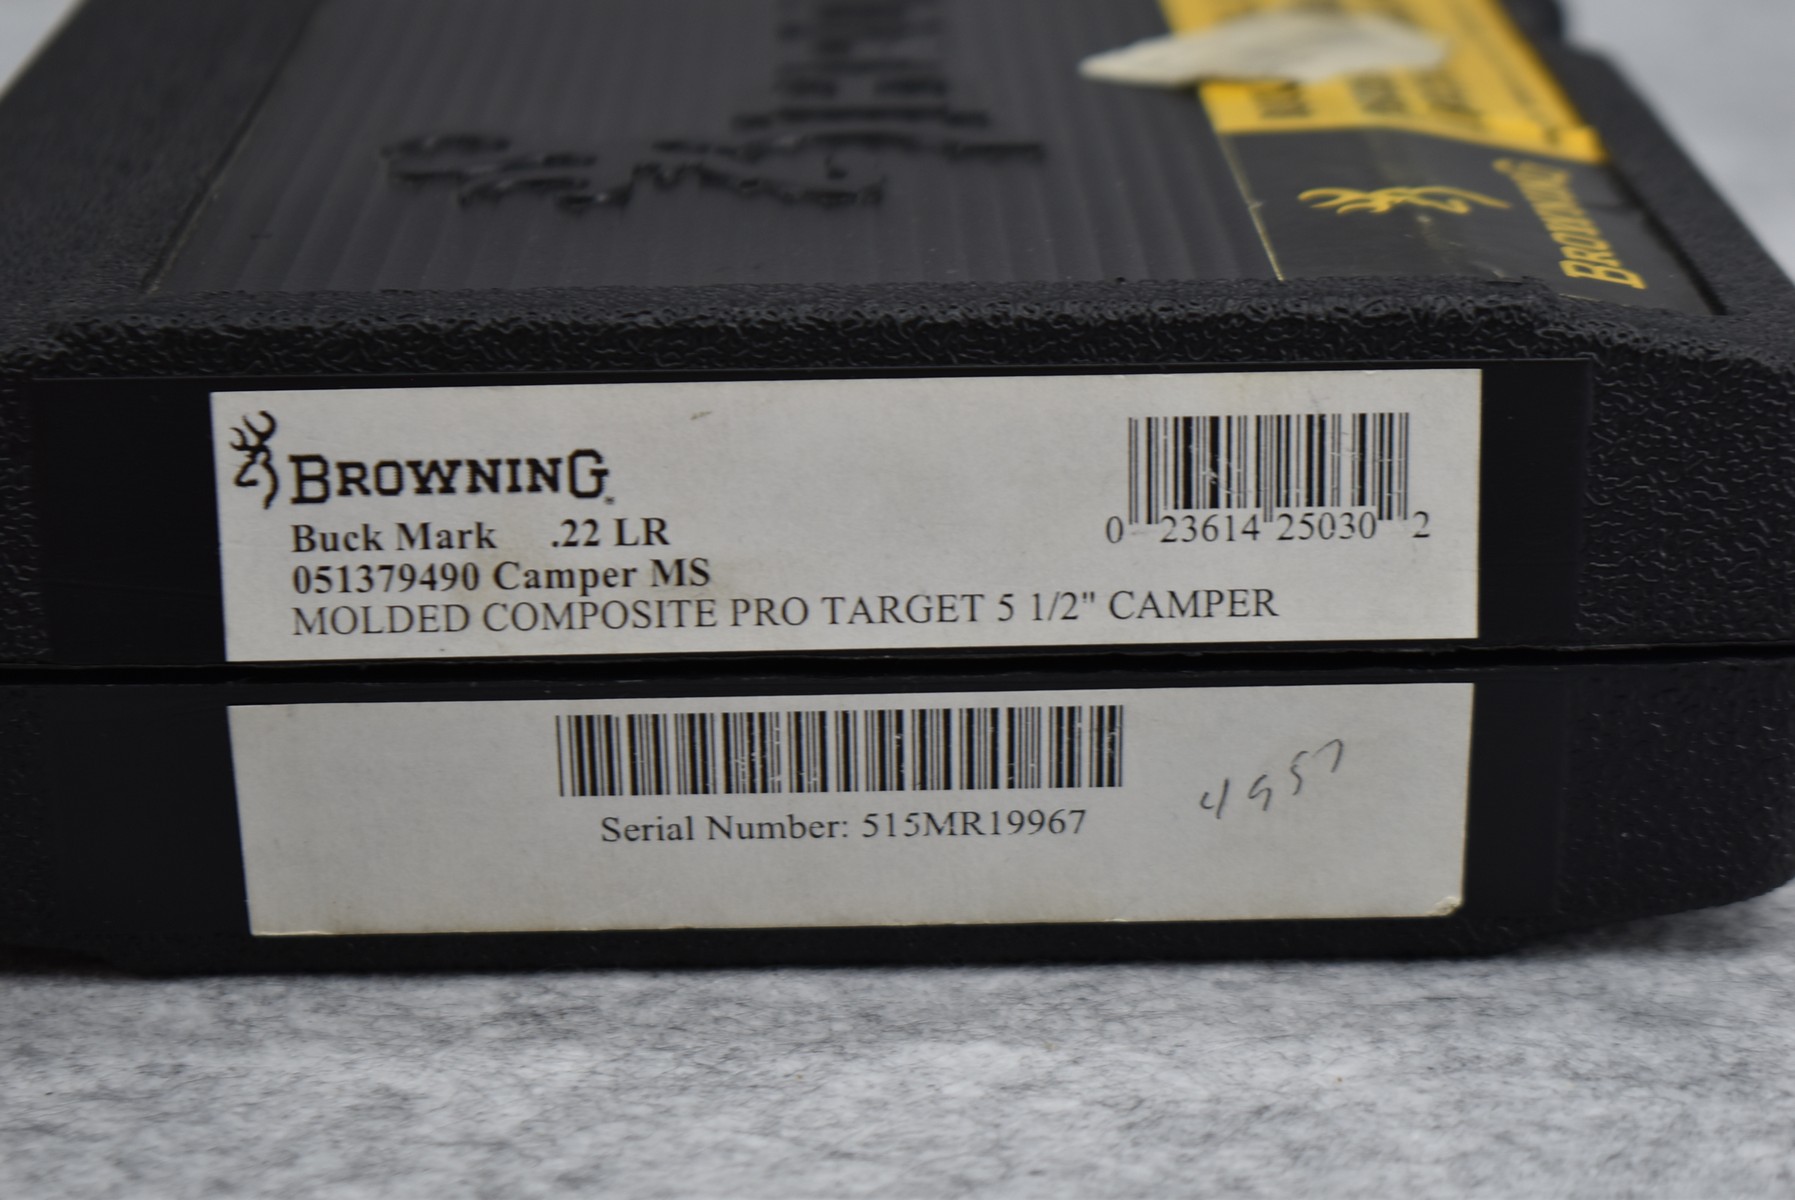 BROWNING
BROWNING
Buck Mark .22 LR
051379490 Camper MS
MOLDED COMPOSITE PRO TARGET 5 1/2" CAMPER
0 23614 25030 2
Serial Number: 515MR19967
4957